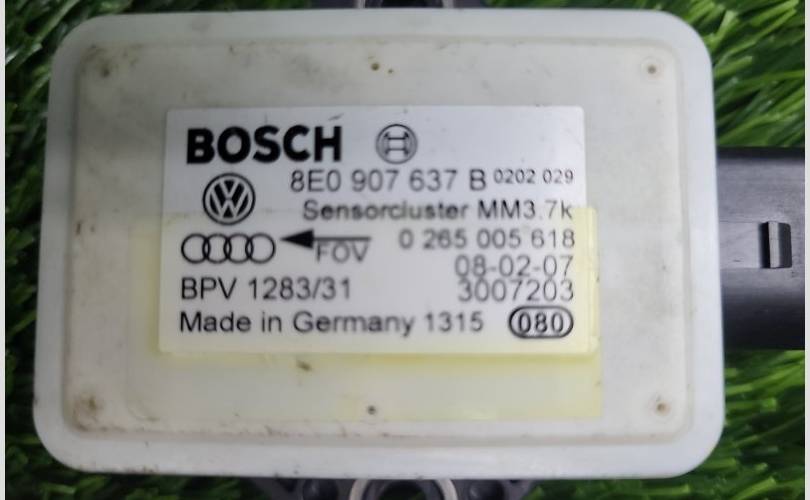 BOSCH
8E0 907 637 B 0202 029
Sensorcluster MM3.7k
FOV 0 265 005 618
08-02-07
BPV 1283/31 3007203
Made in Germany 1315 080